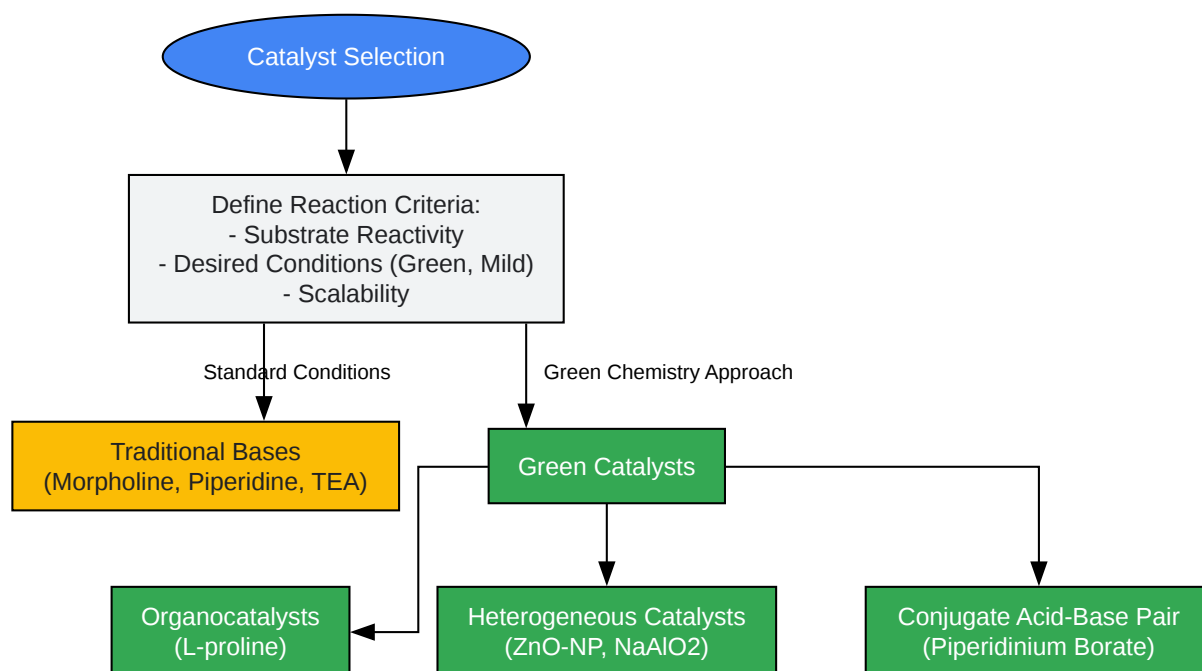 Catalyst Selection
Define Reaction Criteria:
- Substrate Reactivity
- Desired Conditions (Green, Mild)
- Scalability
Standard Conditions
Green Chemistry Approach
Traditional Bases
(Morpholine, Piperidine, TEA)
Green Catalysts
Organocatalysts
(L-proline)
Heterogeneous Catalysts
(ZnO-NP, NaAlO2)
Conjugate Acid-Base Pair
(Piperidinium Borate)